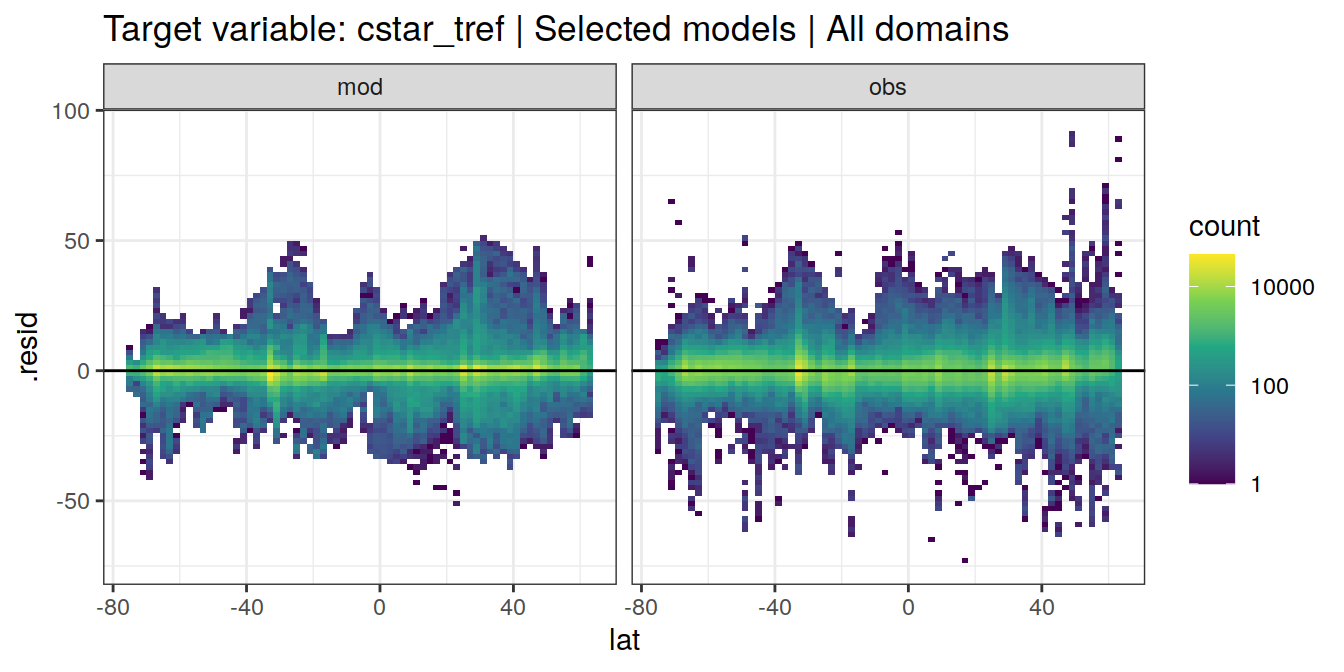 Target variable: cstar_tref | Selected models | All domains
mod
obs
100
50
0
-50
.resid
-80
-40
0
40
-80
-40
0
40
lat
count
10000
100
1